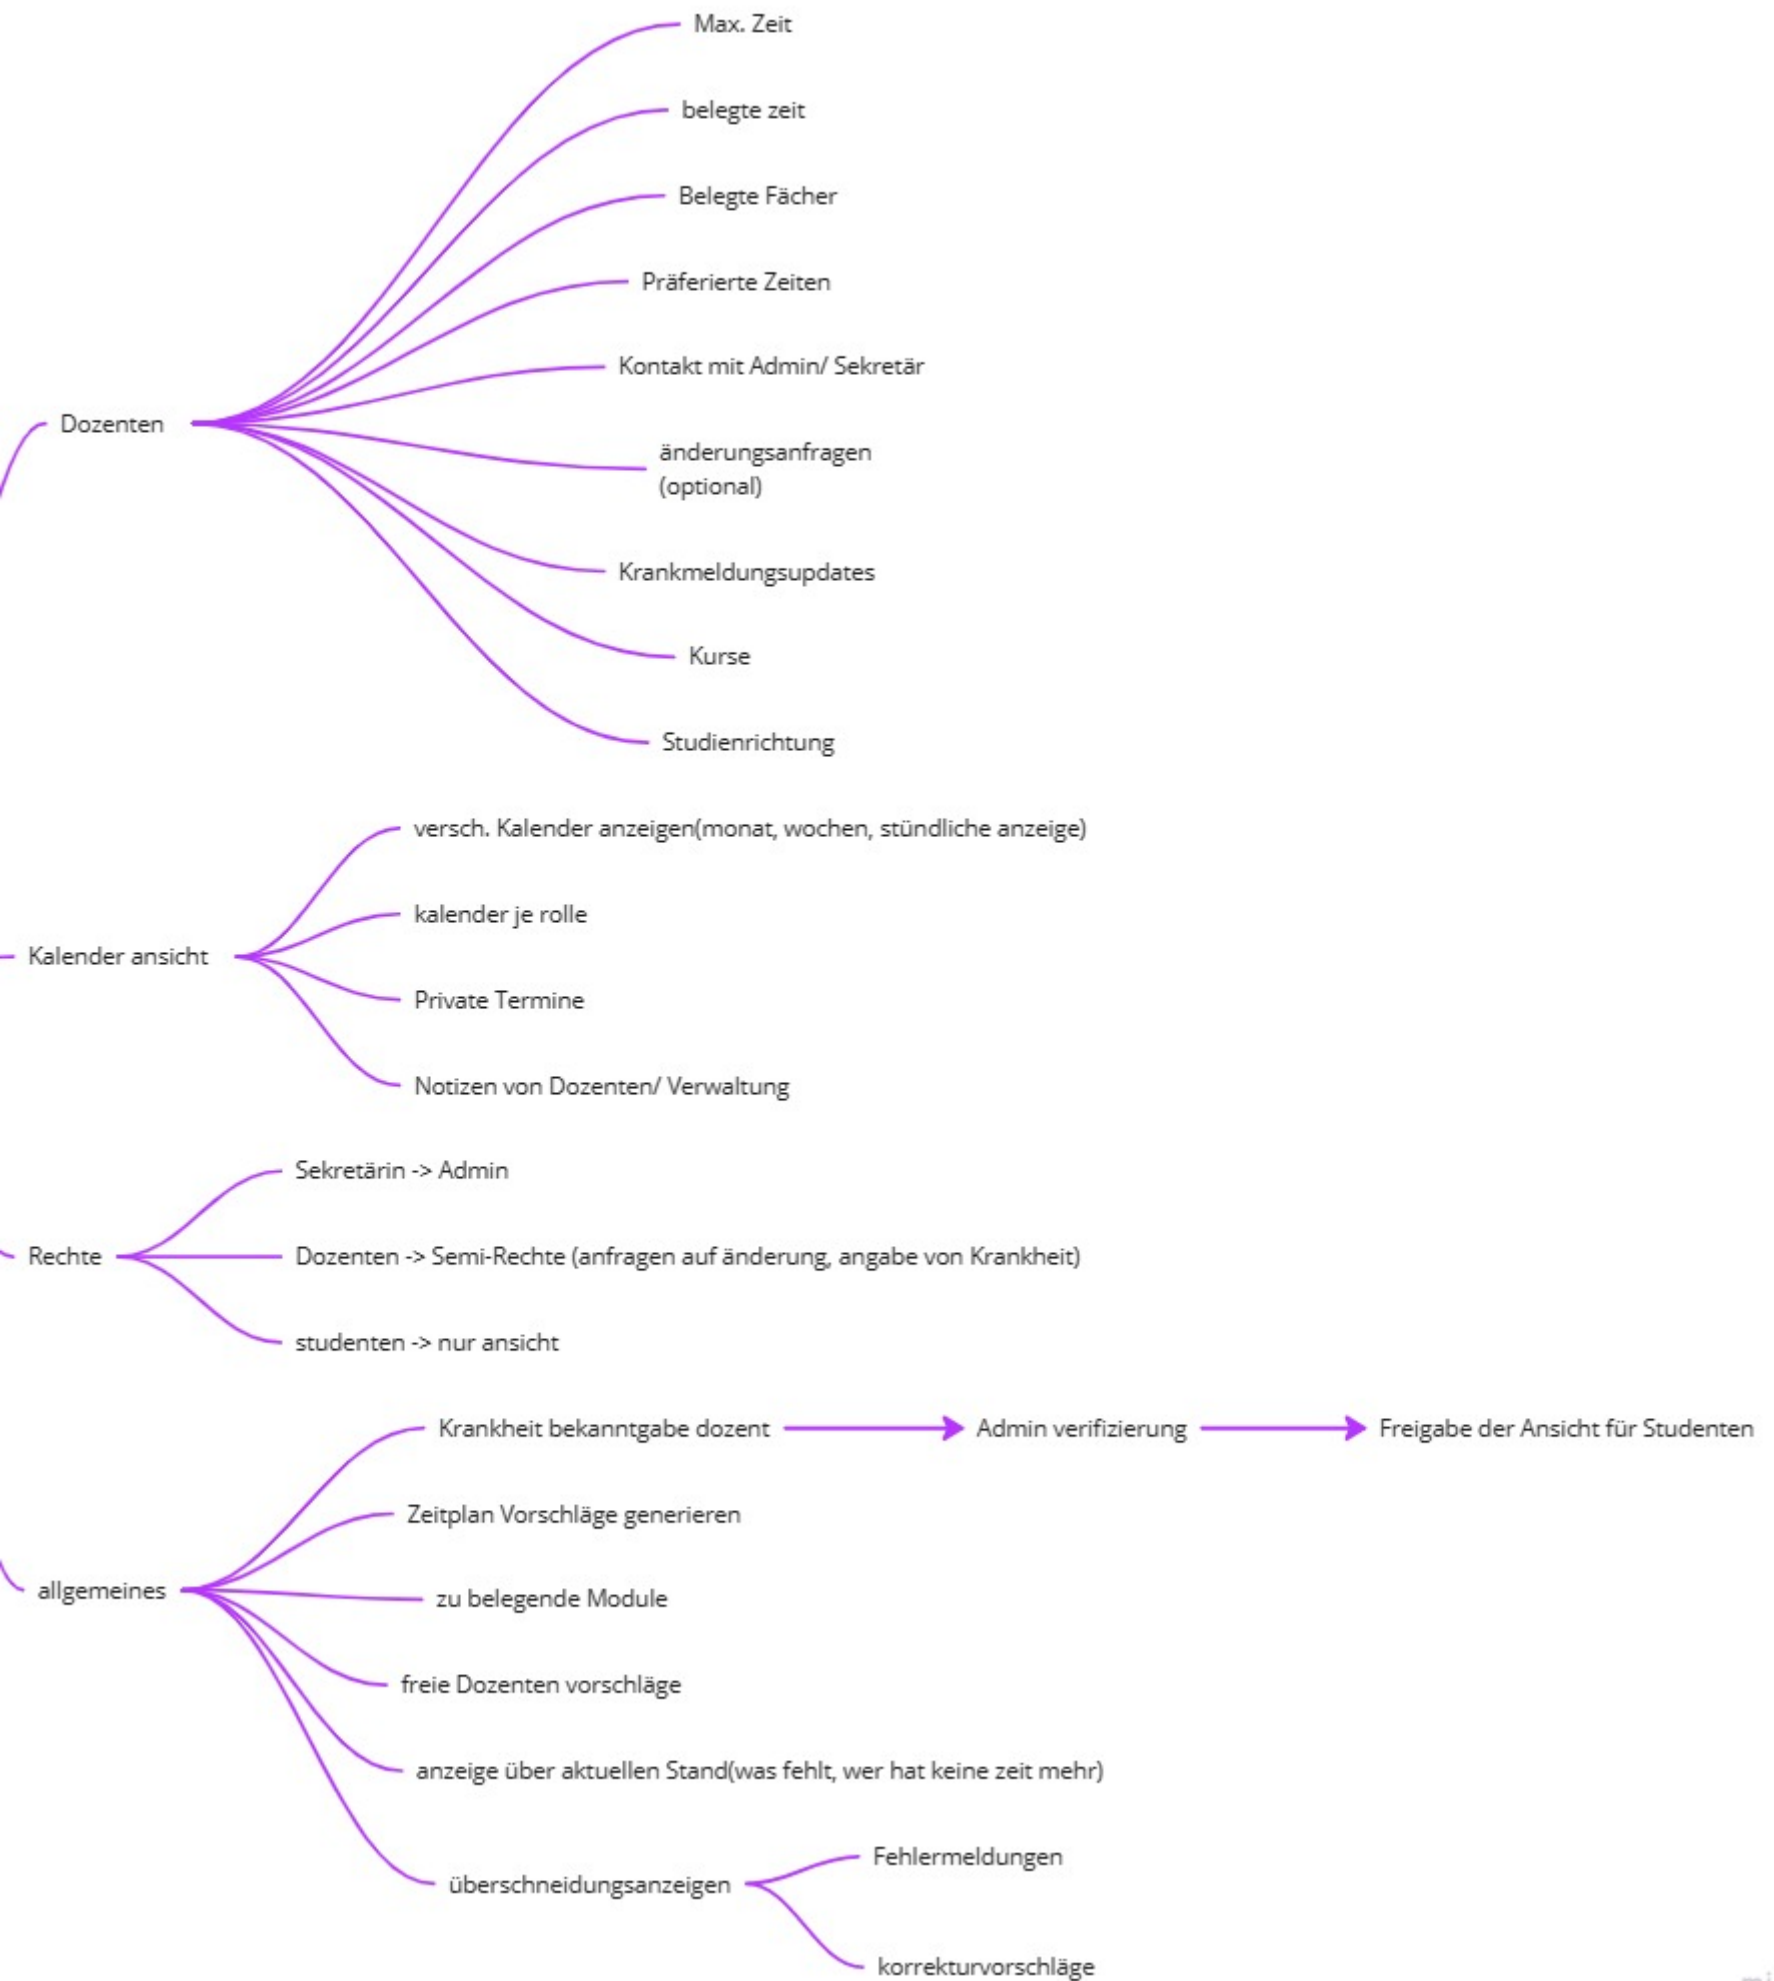 Max. Zeit
belegte zeit
Belegte Fächer
Präferierte Zeiten
Kontakt mit Admin/ Sekretär
Dozenten
änderungsanfragen
(optional)
Krankmeldungsupdates
Kurse
Studienrichtung
versch. Kalender anzeigen(monat, wochen, stündliche anzeige)
kalender je rolle
Kalender ansicht
Private Termine
Notizen von Dozenten/ Verwaltung
Sekretärin -> Admin
Rechte
Dozenten -> Semi-Rechte (anfragen auf änderung, angabe von Krankheit)
studenten -> nur ansicht
Krankheit bekanntgabe dozent
Admin verifizierung
Freigabe der Ansicht für Studenten
Zeitplan Vorschläge generieren
allgemeines
zu belegende Module
freie Dozenten vorschläge
anzeige über aktuellen Stand(was fehlt, wer hat keine zeit mehr)
Fehlermeldungen
überschneidungsanzeigen
korrekturvorschläge